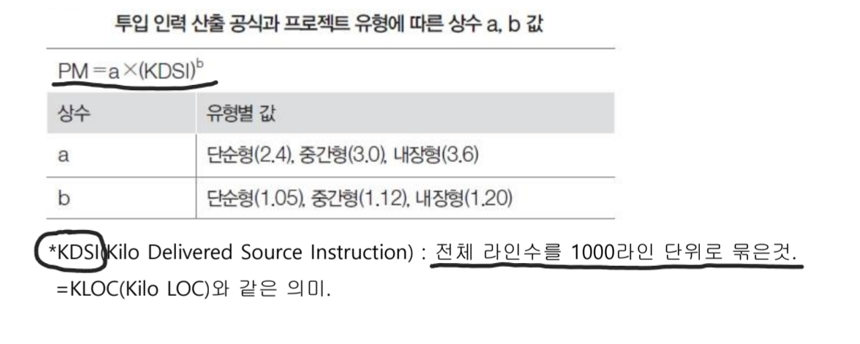 투입 인력 산출 공식과 프로젝트 유형에 따른 상수 a, b 값
PM=a×(KDSI)ᵇ
상수 유형별 값
a 단순형(2.4), 중간형(3.0), 내장형(3.6)
b 단순형(1.05), 중간형(1.12), 내장형(1.20)
*KDSI(Kilo Delivered Source Instruction) : 전체 라인수를 1000라인 단위로 묶은것.
=KLOC(Kilo LOC)와 같은 의미.